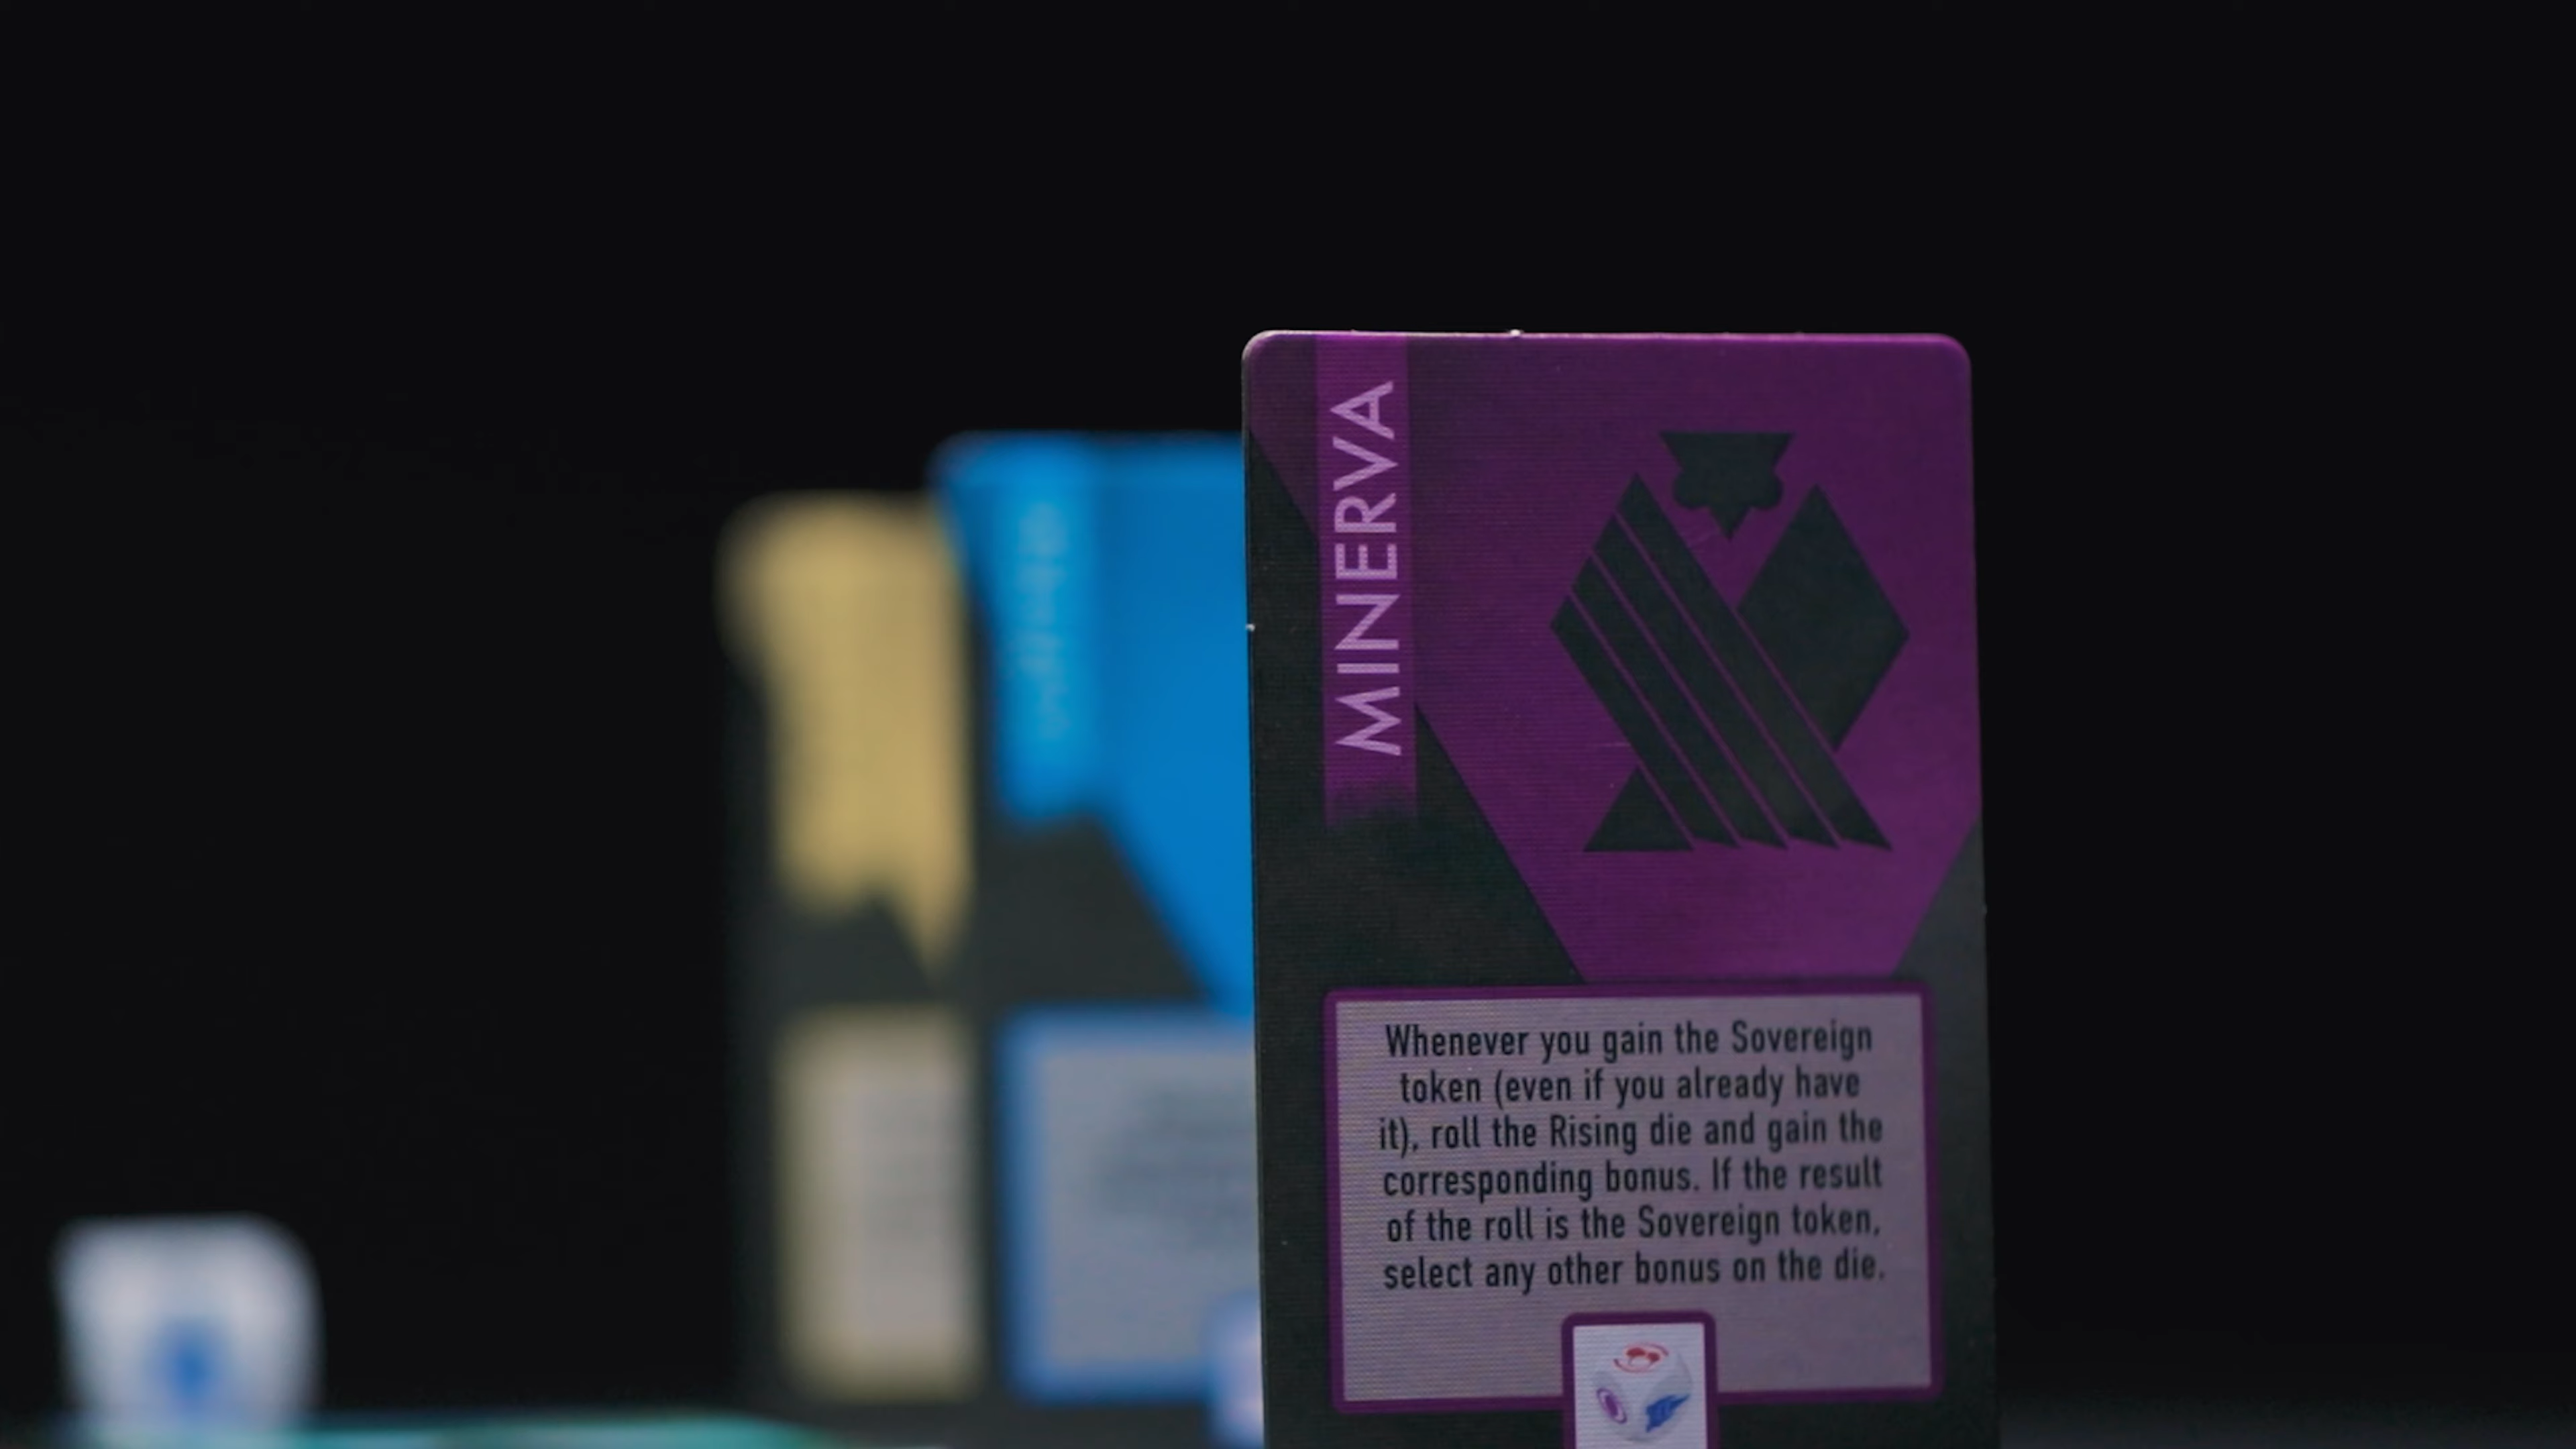 MINERVA
Whenever you gain the Sovereign
token (even if you already have
it), roll the Rising die and gain the
corresponding bonus. If the result
of the roll is the Sovereign token,
select any other bonus on the die.